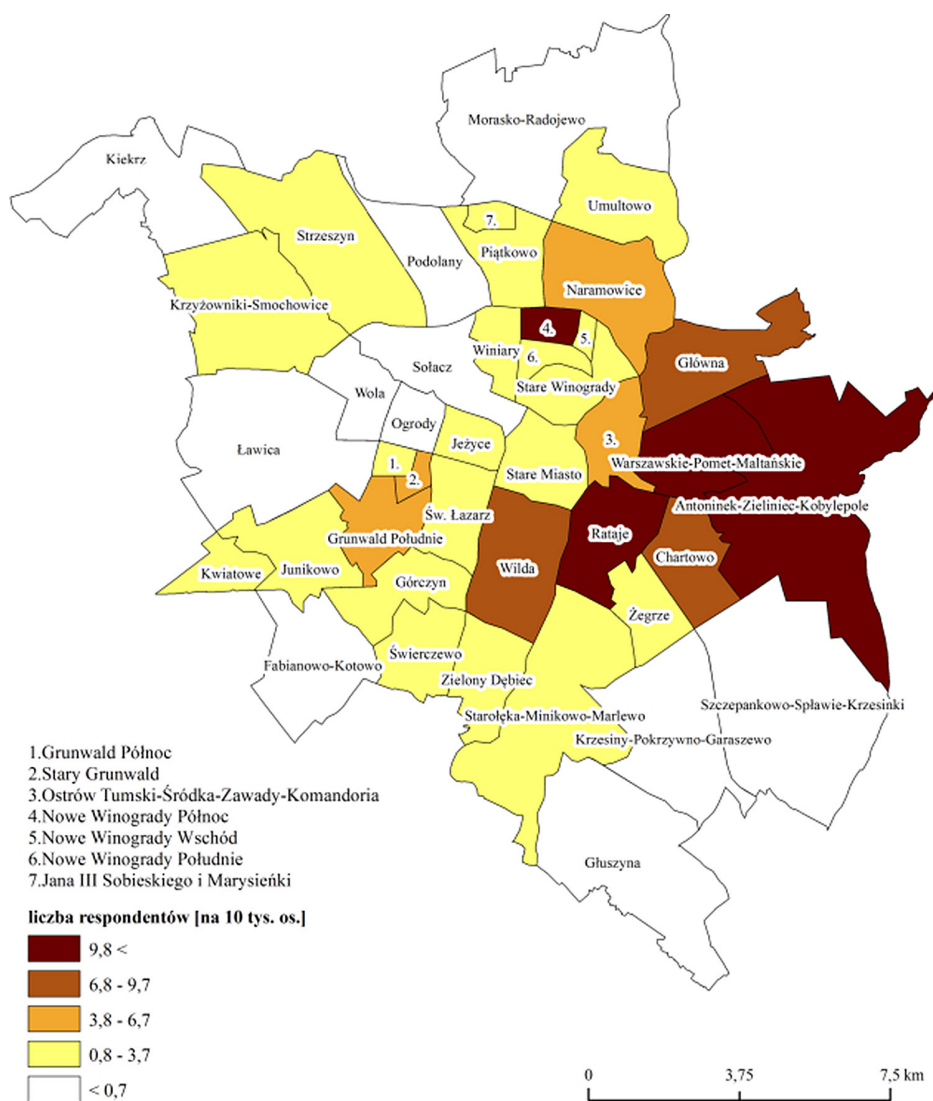 Morasko-Radojewo
Kiekrz
Umultowo
7.
Strzeszyn
Piątkowo
Podolany
Naramowice
Krzyżowniki-Smochowice
4.
5.
Winiary
6.
Główna
Sołacz
Stare Winogrady
Wola
Ogrody
Jeżyce
3.
Ławica
1.
Warszawskie-Pomet-Maltańskie
2.
Stare Miasto
Antoninek-Zieliniec-Kobylepole
Św. Łazarz
Rataje
Grunwald Południe
Chartowo
Wilda
Kwiatowe
Junikowo
Górczyn
Żegrze
Świerczewo
Fabianowo-Kotowo
Zielony Dębiec
Szczepankowo-Spławie-Krzesinki
Starołęka-Minikowo-Marlewo
Krzesiny-Pokrzywno-Garaszewo
Głuszyna
1.Grunwald Północ
2.Stary Grunwald
3.Ostrów Tumski-Śródka-Zawady-Komandoria
4.Nowe Winogrady Północ
5.Nowe Winogrady Wschód
6.Nowe Winogrady Południe
7.Jana III Sobieskiego i Marysieńki
liczba respondentów [na 10 tys. os.]
9,8 <
6,8 - 9,7
3,8 - 6,7
0,8 - 3,7
< 0,7
0 3,75 7,5 km